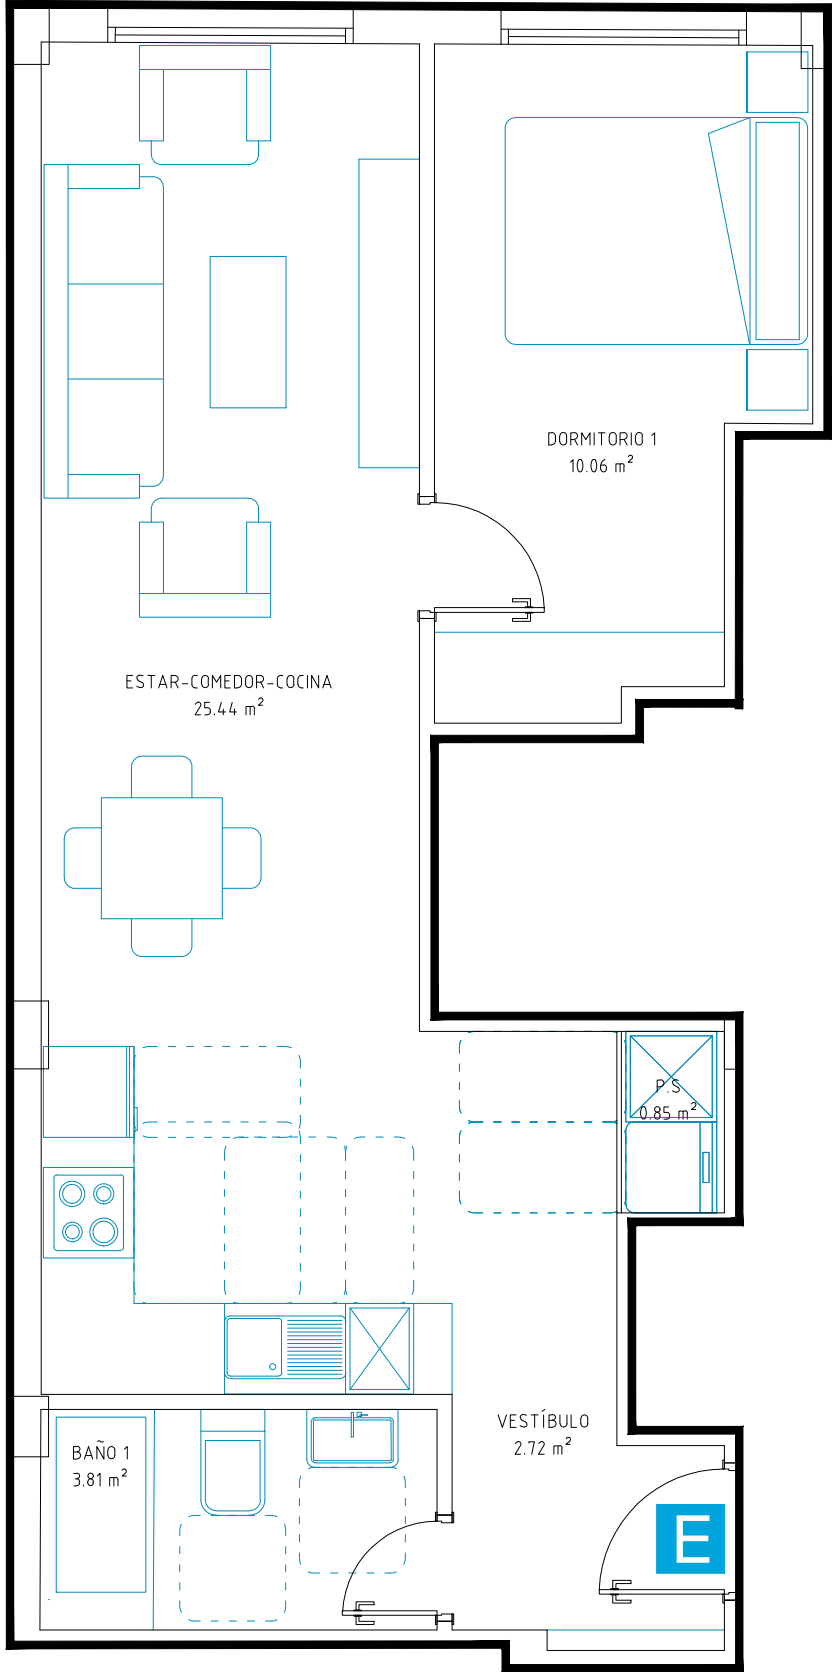 DORMITORIO 1
10.06 m²
ESTAR-COMEDOR-COCINA
25.44 m²
P.S
0.85 m²
VESTÍBULO
2.72 m²
BAÑO 1
3.81 m²
E